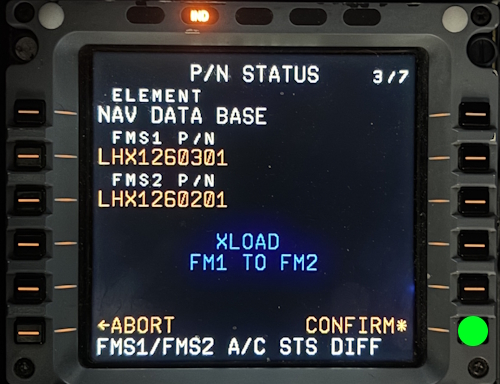 P/N STATUS 3/7
ELEMENT
NAV DATA BASE
FMS1 P/N
LHX1260301
FMS2 P/N
LHX1260201
XLOAD
FM1 TO FM2
←ABORT CONFIRM*
FMS1/FMS2 A/C STS DIFF